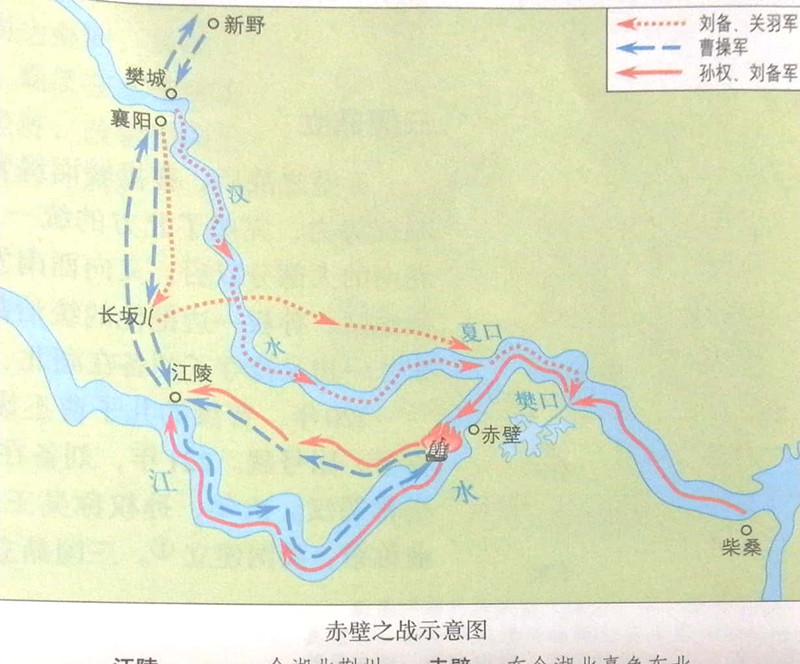 新野
刘备、关羽军
曹操军
孙权、刘备军
樊城
襄阳
汉
长坂
夏口
水
江陵
樊口
赤壁
江
水
柴桑
赤壁之战示意图